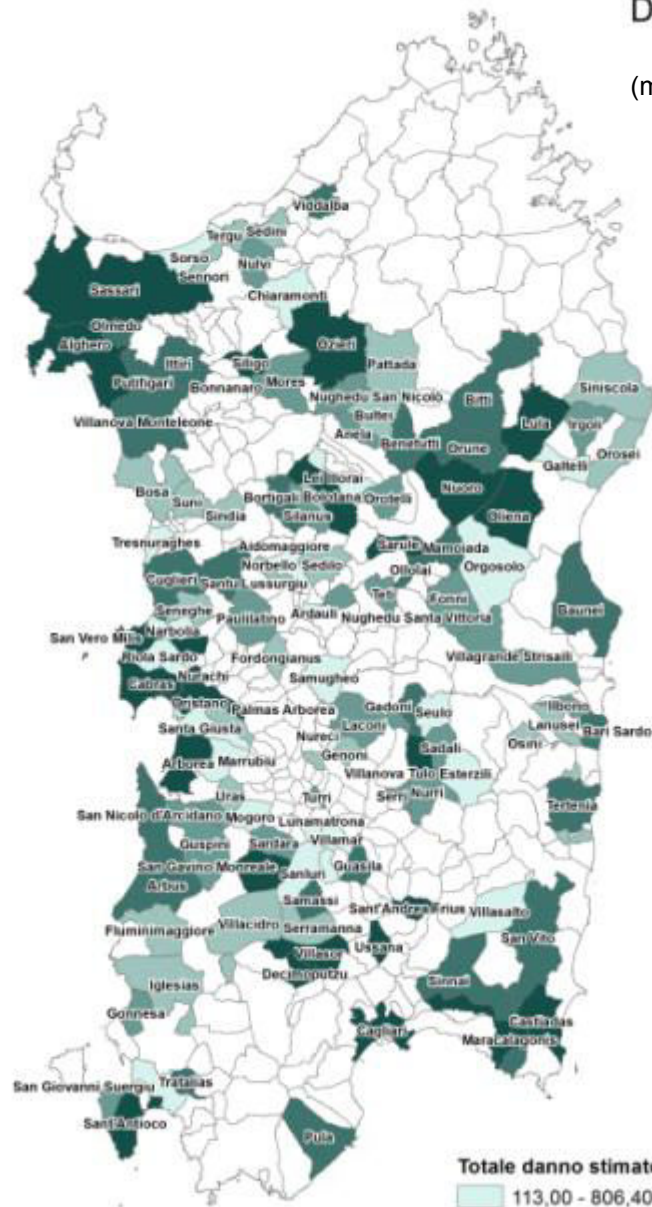 D
(m
Viddalba
Tergu Sedini
Sorso
Nulvi
Sennori
Chiaramonti
Sassari
Olmedo
Alghero
Ozieri
Ittiri
Siligo
Pattada
Putifigari
Mores
Bonnanaro
Siniscola
Nughedu San Nicolò
Bitti
Villanova Monteleone
Bultei
Lula
Irgoli
Anela
Benetutti
Orune
Orosei
Galtelli
Lei Illorai
Nuoro
Bosa
Suni
Bortigali
Bolotana
Orotelli
Oliena
Sindia
Silanus
Tresnuraghes
Aidomaggiore
Sarule
Mamoiada
Norbello
Sedilo
Orgosolo
Cuglieri
Santu Lussurgiu
Ollolai
Teti
Fonni
Baunei
Seneghe
Paulilatino
Ardauli
Nughedu Santa Vittoria
San Vero Milis
Narbolia
Riola Sardo
Fordongianus
Villagrande Strisaili
Nurachi
Samugheo
Cabras
Oristano
Palmas Arborea
Gadoni
Seulo
Ilbono
Santa Giusta
Laconi
Lanusei
Bari Sardo
Nureci
Sadali
Osini
Arborea
Marrubiu
Genoni
Villanova Tulo
Esterzili
Uras
Turri
Serri
Nurri
Tertenia
San Nicolò d'Arcidano
Mogoro
Lunamatrona
Guspini
Sardara
Villamar
San Gavino Monreale
Guasila
Sanluri
Arbus
Samassi
Sant'Andrea Frius
Villasalto
Fluminimaggiore
Villacidro
Serramanna
San Vito
Villasor
Ussana
Decimoputzu
Sinnai
Iglesias
Gonnesa
Castiadas
Cagliari
Maracalagonis
San Giovanni Suergiu
Tratalias
Sant'Antioco
Pula
Totale danno stimato
113,00 - 806,40